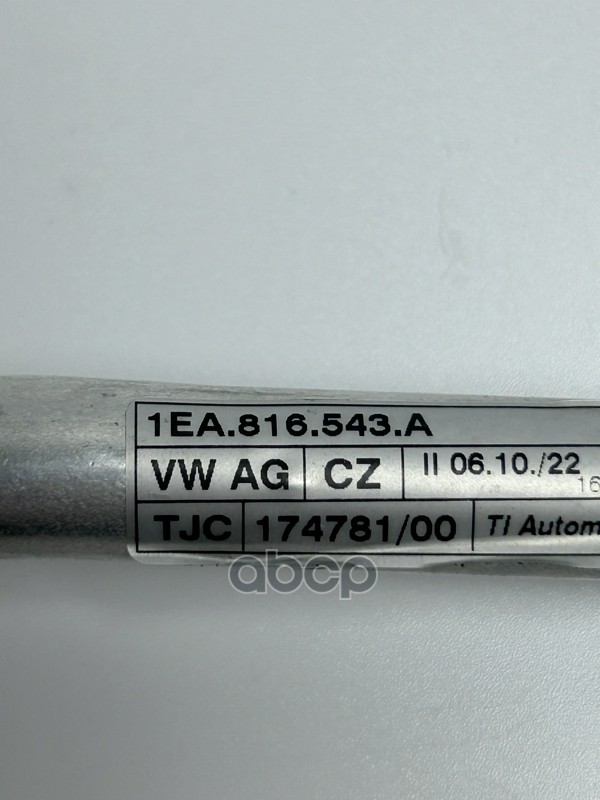 1EA.816.543.A
VW AG CZ II 06.10./22
16
TJC 174781/00 TI Autom
abcp